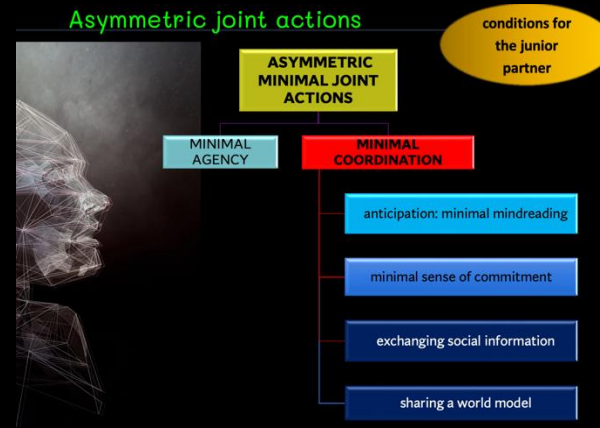 Asymmetric joint actions
conditions for
the junior
partner
ASYMMETRIC
MINIMAL JOINT
ACTIONS
MINIMAL
AGENCY
MINIMAL
COORDINATION
anticipation: minimal mindreading
minimal sense of commitment
exchanging social information
sharing a world model